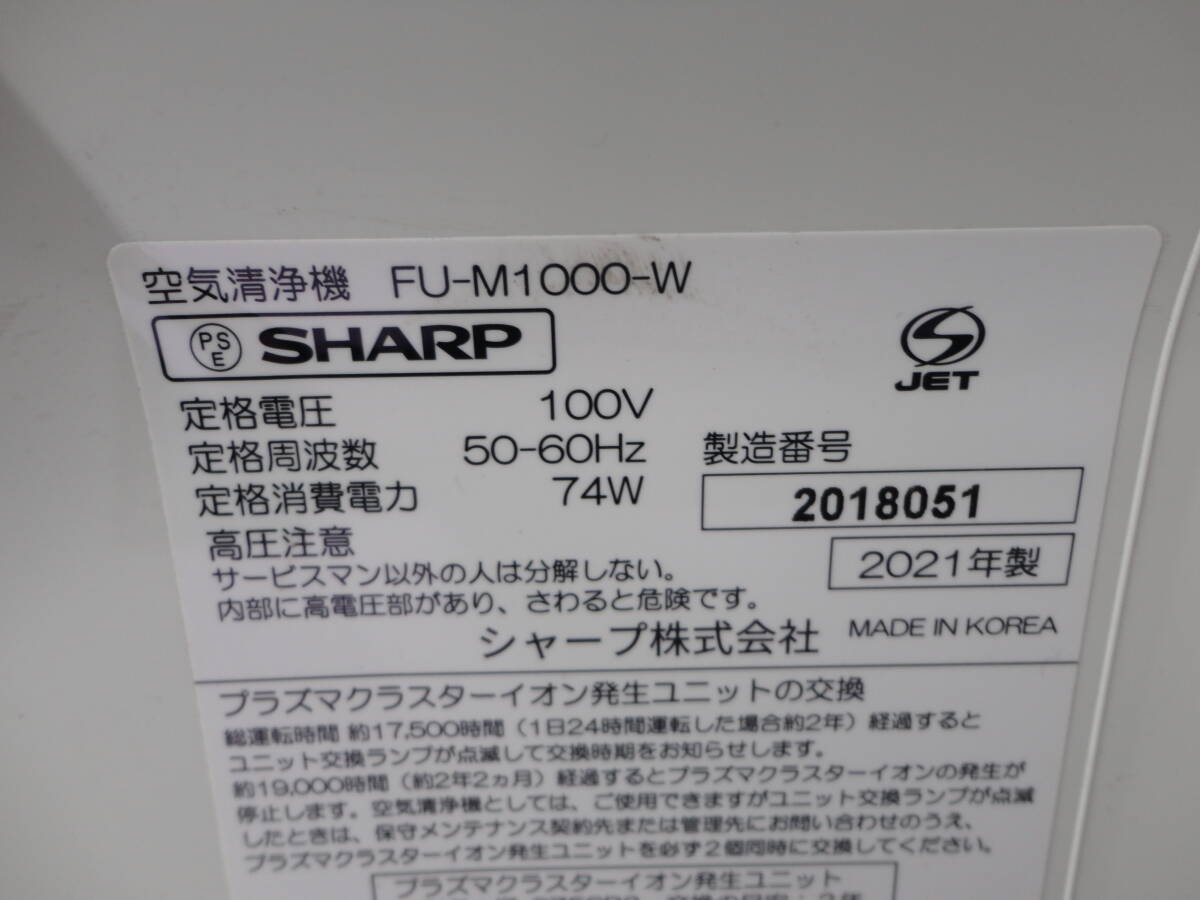 空気清浄機 FU-M1000-W
PS E SHARP
JET
定格電圧 100V
定格周波数 50-60Hz
定格消費電力 74W
製造番号
2018051
2021年製
高圧注意
サービスマン以外の人は分解しない。
内部に高電圧部があり、さわると危険です。
シャープ株式会社 MADE IN KOREA
プラズマクラスターイオン発生ユニットの交換
総運転時間 約17,500時間（1日24時間運転した場合約2年）経過すると
ユニット交換ランプが点滅して交換時期をお知らせします。
約19,000時間（約2年2ヵ月）経過するとプラズマクラスターイオンの発生が
停止します。空気清浄機としては、ご使用できますがユニット交換ランプが点滅
したときは、保守メンテナンス契約先または管理先にお問い合わせのうえ、
プラズマクラスターイオン発生ユニットを必ず2個同時に交換してください。
プラズマクラスターイオン発生ユニット
交換の目安：2年